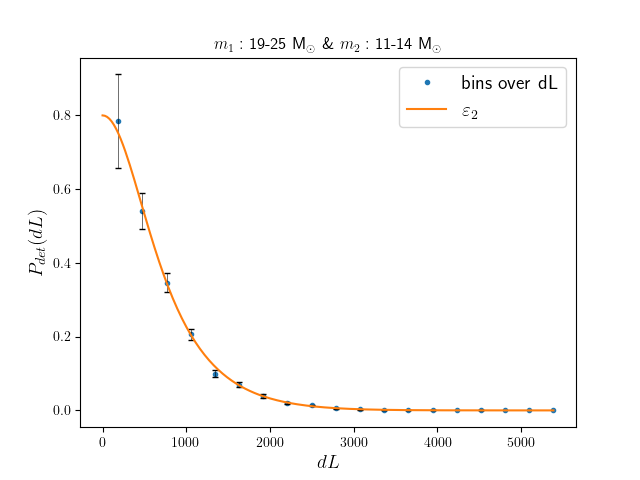 m₁ : 19-25 M⊙ & m₂ : 11-14 M⊙
bins over dL
ε₂
P_det(dL)
0.8
0.6
0.4
0.2
0.0
0 1000 2000 3000 4000 5000
dL